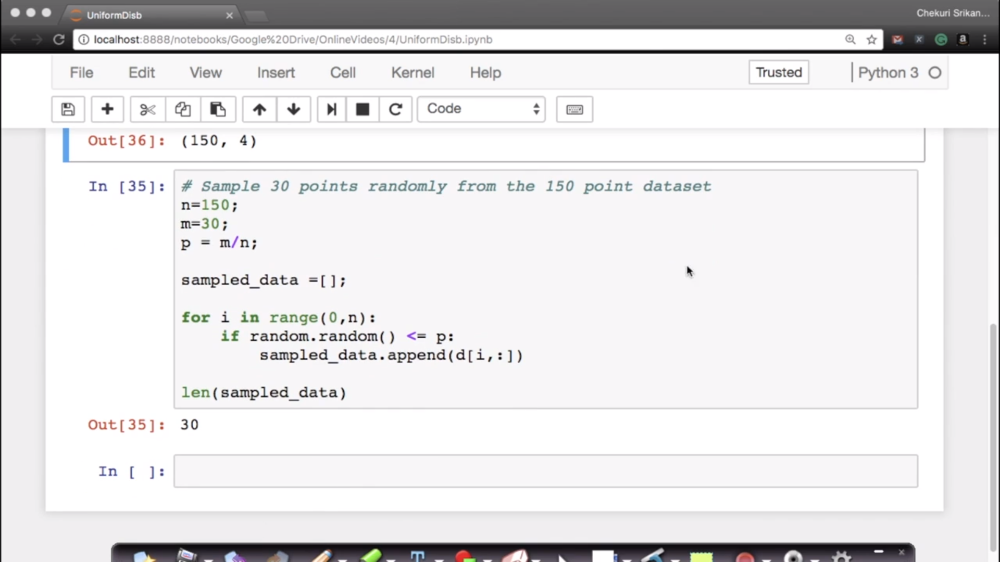 UniformDisb
Chekuri Srikan...
localhost:8888/notebooks/Google%20Drive/OnlineVideos/4/UniformDisb.ipynb
File Edit View Insert Cell Kernel Help Trusted Python 3
Code
Out[36]: (150, 4)
In [35]: # Sample 30 points randomly from the 150 point dataset
n=150;
m=30;
p = m/n;
sampled_data =[];
for i in range(0,n):
if random.random() <= p:
sampled_data.append(d[i,:])
len(sampled_data)
Out[35]: 30
In [ ]: